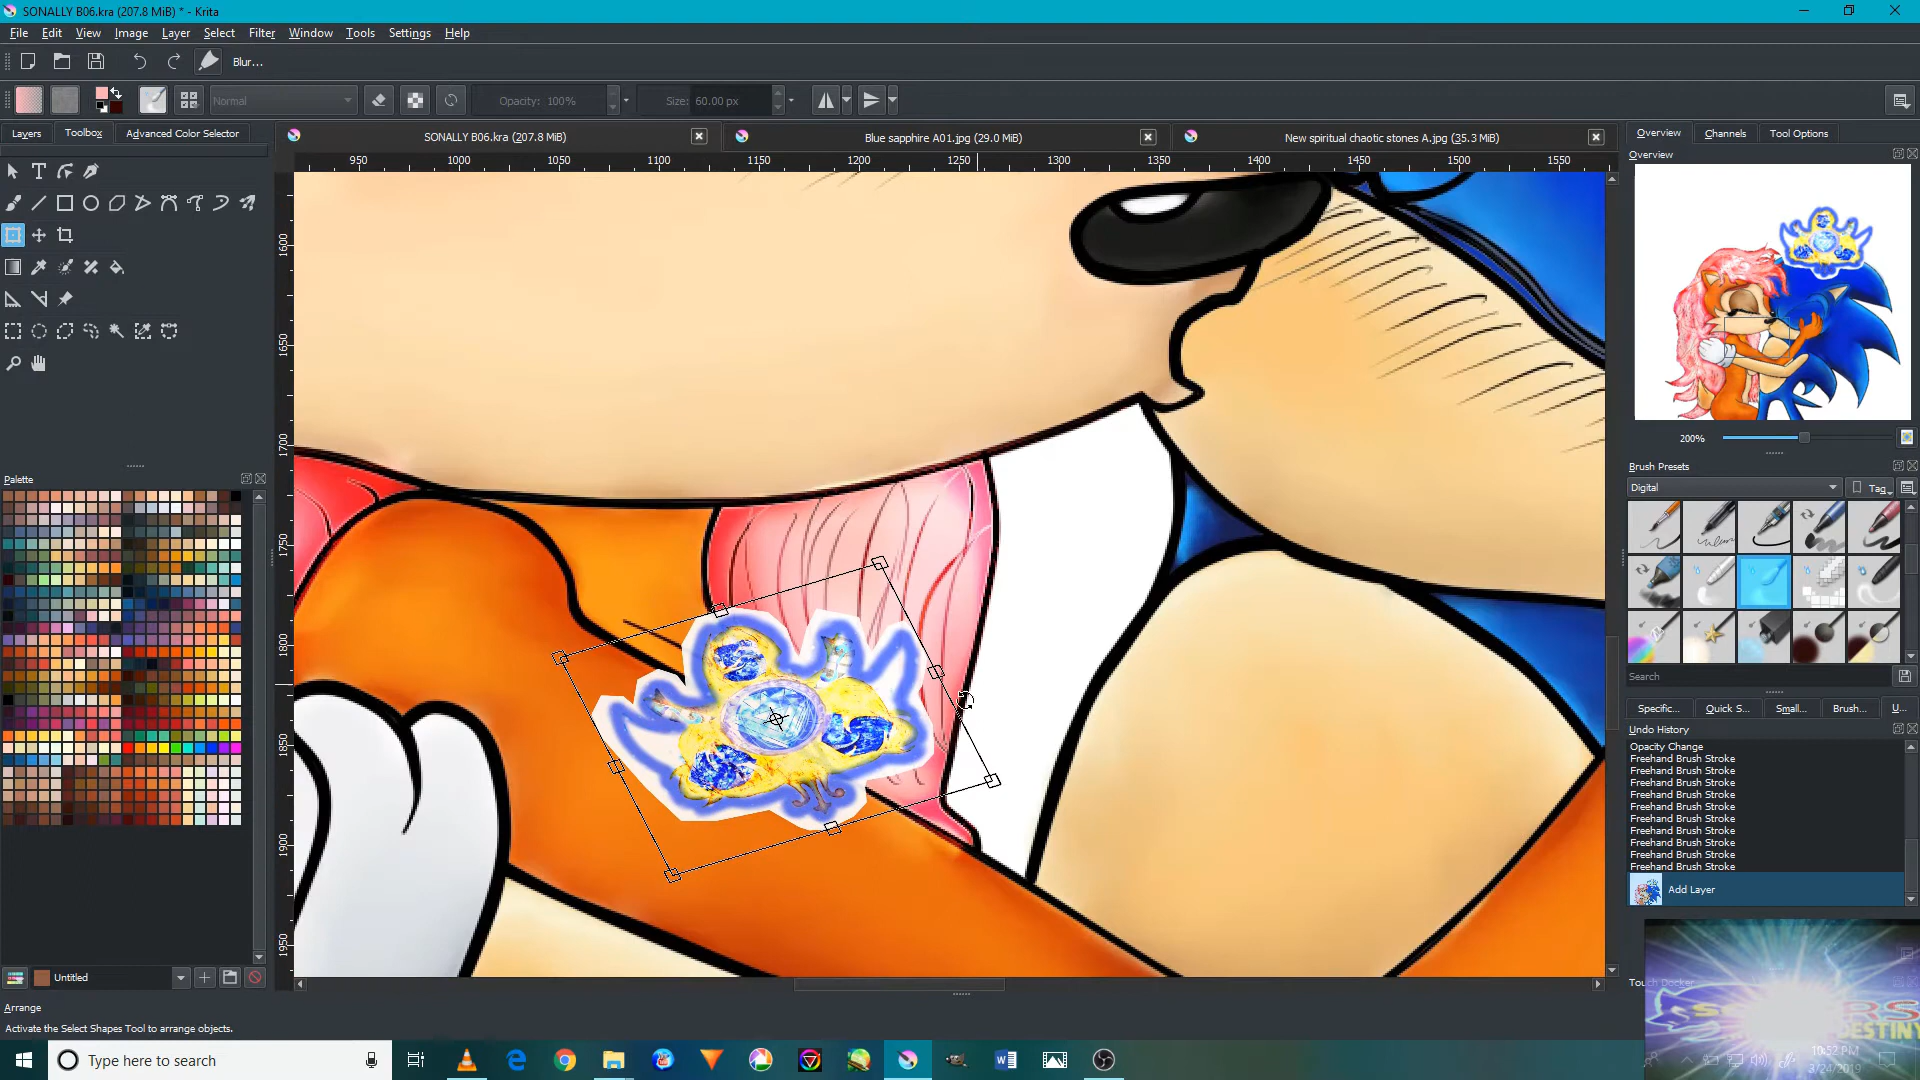 SONALLY B06.kra (207.8 MiB) * - Krita
File Edit View Image Layer Select Filter Window Tools Settings Help
Blur...
Normal Opacity: 100% Size: 60.00 px
Layers Toolbox Advanced Color Selector
SONALLY B06.kra (207.8 MiB) Blue sapphire A01.jpg (29.0 MiB) New spiritual chaotic stones A.jpg (35.3 MiB)
Overview Channels Tool Options
Overview
950 1000 1050 1100 1150 1200 1250 1300 1350 1400 1450 1500 1550
1600
1650
1700
1750
1800
1850
1900
1950
200%
Brush Presets
Digital Tag
Search
Specific... Quick S... Small... Brush... U...
Undo History
Opacity Change
Freehand Brush Stroke
Freehand Brush Stroke
Freehand Brush Stroke
Freehand Brush Stroke
Freehand Brush Stroke
Freehand Brush Stroke
Freehand Brush Stroke
Freehand Brush Stroke
Freehand Brush Stroke
Freehand Brush Stroke
Add Layer
Palette
Untitled
Arrange
Activate the Select Shapes Tool to arrange objects.
Type here to search
10:52 PM
3/24/2019